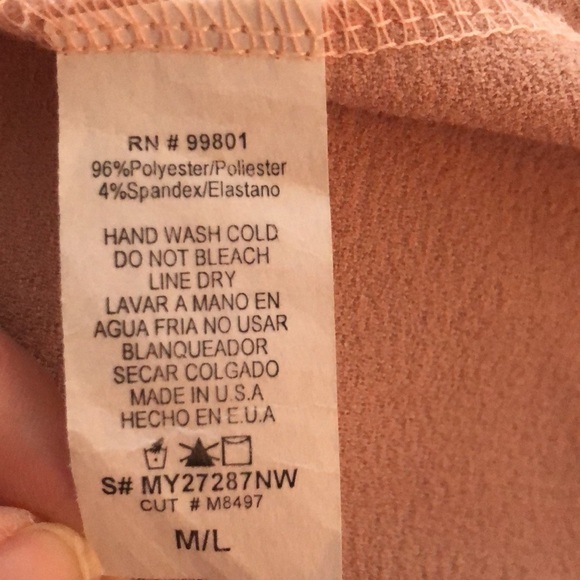 RN # 99801
96%Polyester/Poliester
4%Spandex/Elastano
HAND WASH COLD
DO NOT BLEACH
LINE DRY
LAVAR A MANO EN
AGUA FRIA NO USAR
BLANQUEADOR
SECAR COLGADO
MADE IN U.S.A
HECHO EN E.U.A
S# MY27287NW
CUT # M8497
M/L